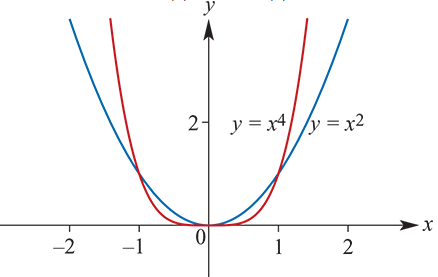 y
2
y = x⁴
y = x²
x
–2
–1
0
1
2